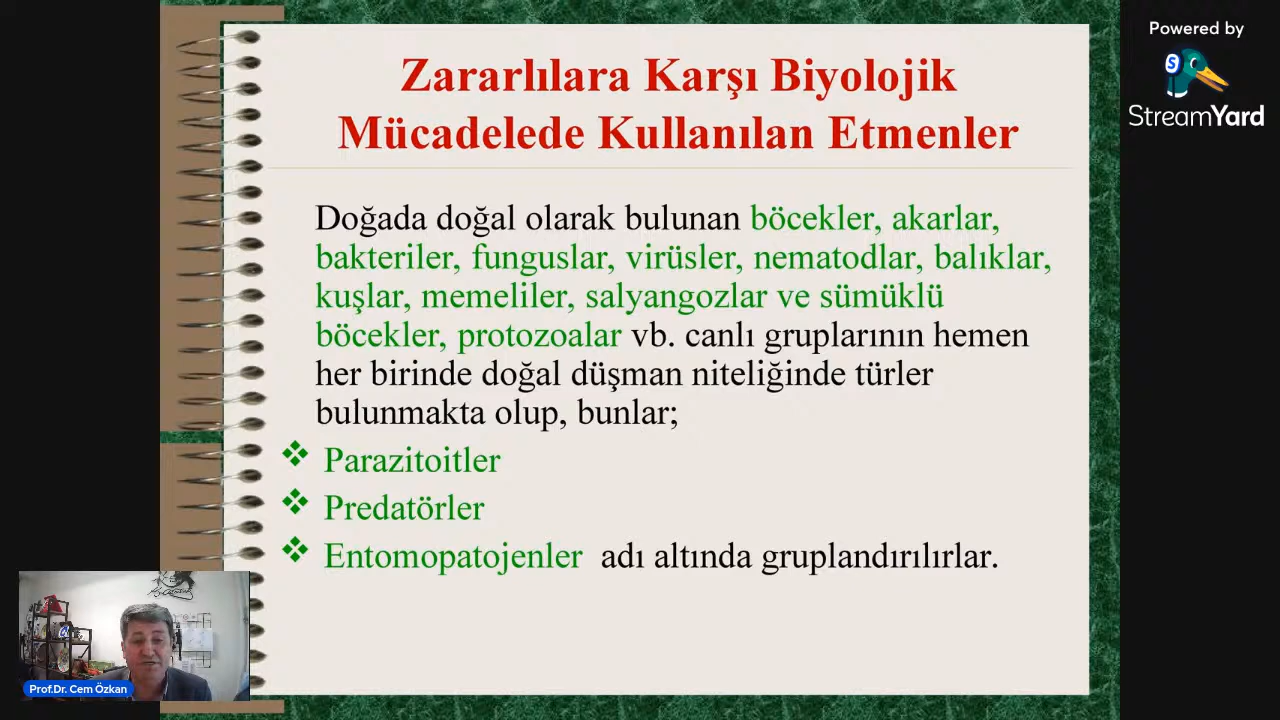 Powered by
StreamYard
Zararlılara Karşı Biyolojik
Mücadelede Kullanılan Etmenler
Doğada doğal olarak bulunan böcekler, akarlar,
bakteriler, funguslar, virüsler, nematodlar, balıklar,
kuşlar, memeliler, salyangozlar ve sümüklü
böcekler, protozoalar vb. canlı gruplarının hemen
her birinde doğal düşman niteliğinde türler
bulunmakta olup, bunlar;
❖ Parazitoitler
❖ Predatörler
❖ Entomopatojenler adı altında gruplandırılırlar.
Prof.Dr. Cem Özkan